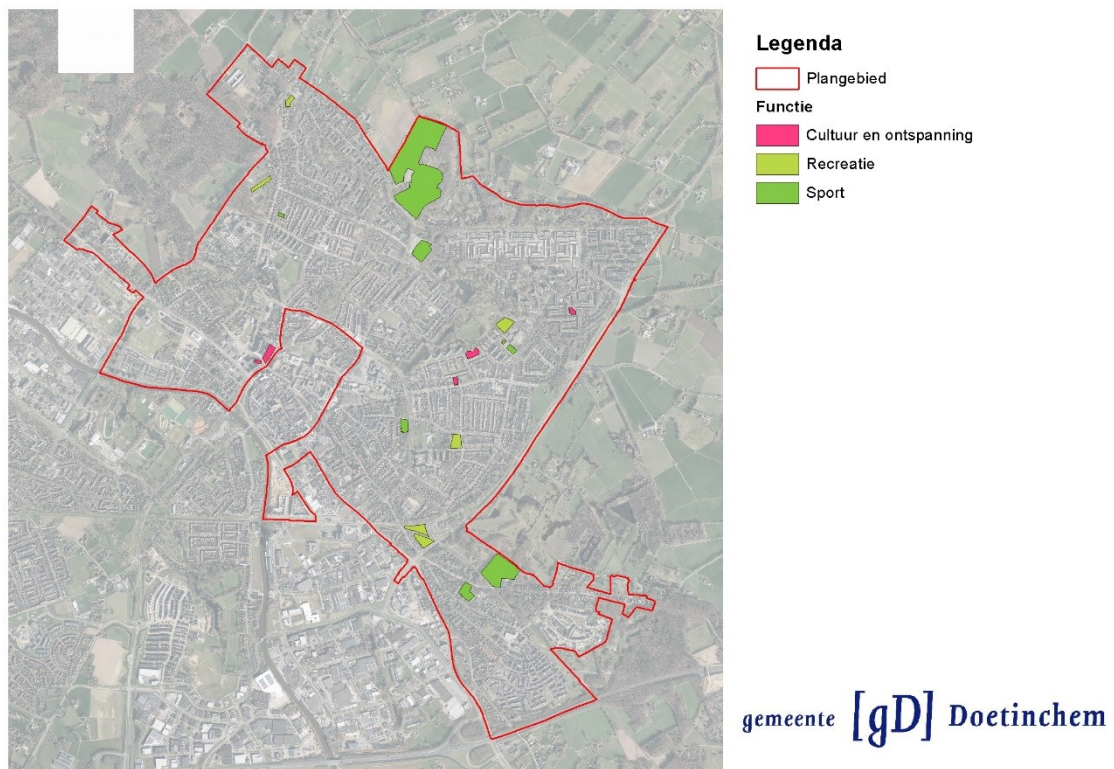 Legenda
Plangebied
Functie
Cultuur en ontspanning
Recreatie
Sport
gemeente [gD] Doetinchem